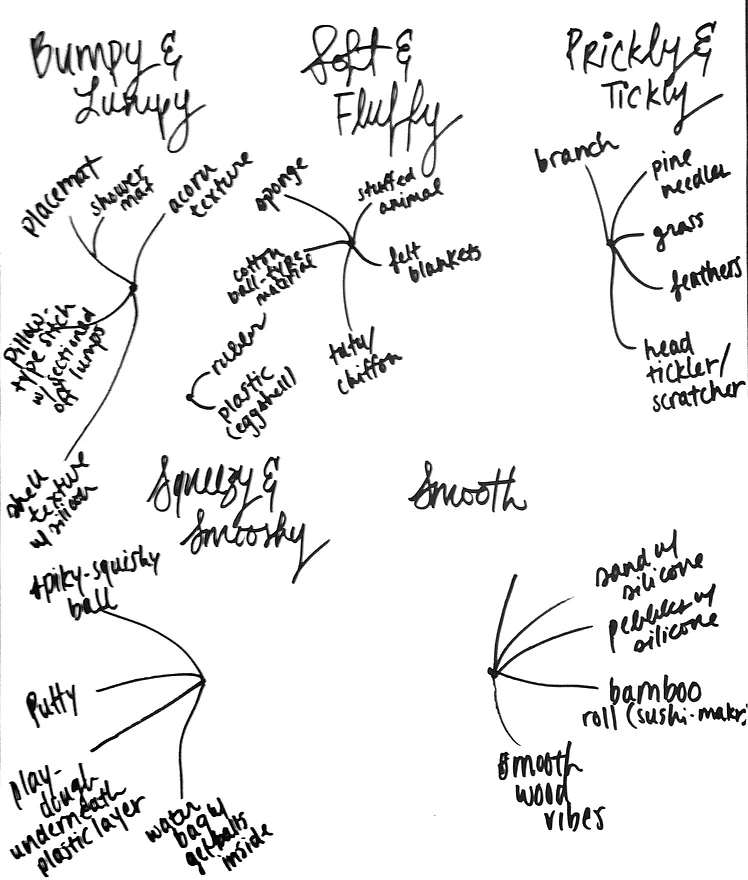 Bumpy &
Lumpy
placemat
shower
mat
acorn
texture
pillow-
type stitch
w/ sectioned
off lumps
shell
texture
w/ silicon
Soft &
Fluffy
sponge
stuffed
animal
cotton
ball-type
material
felt
blankets
tutu/
chiffon
rubber
plastic
(eggshell)
Prickly &
Tickly
branch
pine
needles
grass
feathers
head
tickler/
scratcher
Squeezy &
Smooshy
spiky-squishy
ball
putty
play-
dough
underneath
plastic layer
water
bag w/
gel balls
inside
Smooth
sand w/
silicone
pebbles w/
silicone
bamboo
roll (sushi-makr
smooth
wood
vibes